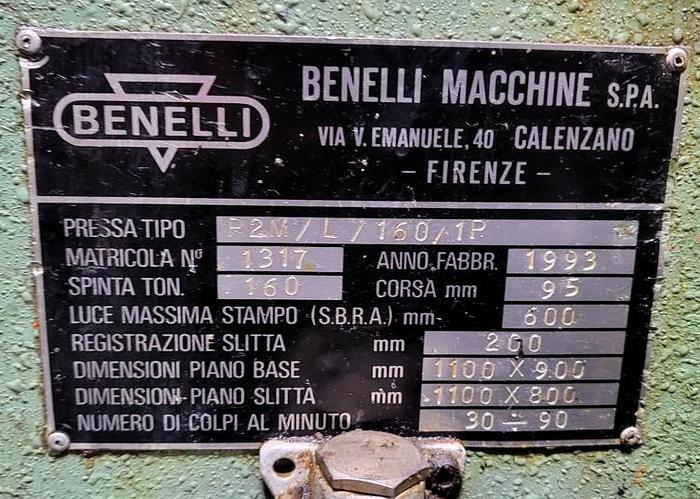 BENELLI
BENELLI MACCHINE S.P.A.
VIA V. EMANUELE, 40 CALENZANO
- FIRENZE -
PRESSA TIPO P2M/L/160/1P
MATRICOLA Nº 1317 ANNO FABBR. 1993
SPINTA TON. 160 CORSA mm 95
LUCE MASSIMA STAMPO (S.B.R.A.) mm 600
REGISTRAZIONE SLITTA mm 200
DIMENSIONI PIANO BASE mm 1100 X 900
DIMENSIONI PIANO SLITTA mm 1100 X 800
NUMERO DI COLPI AL MINUTO 30 ÷ 90